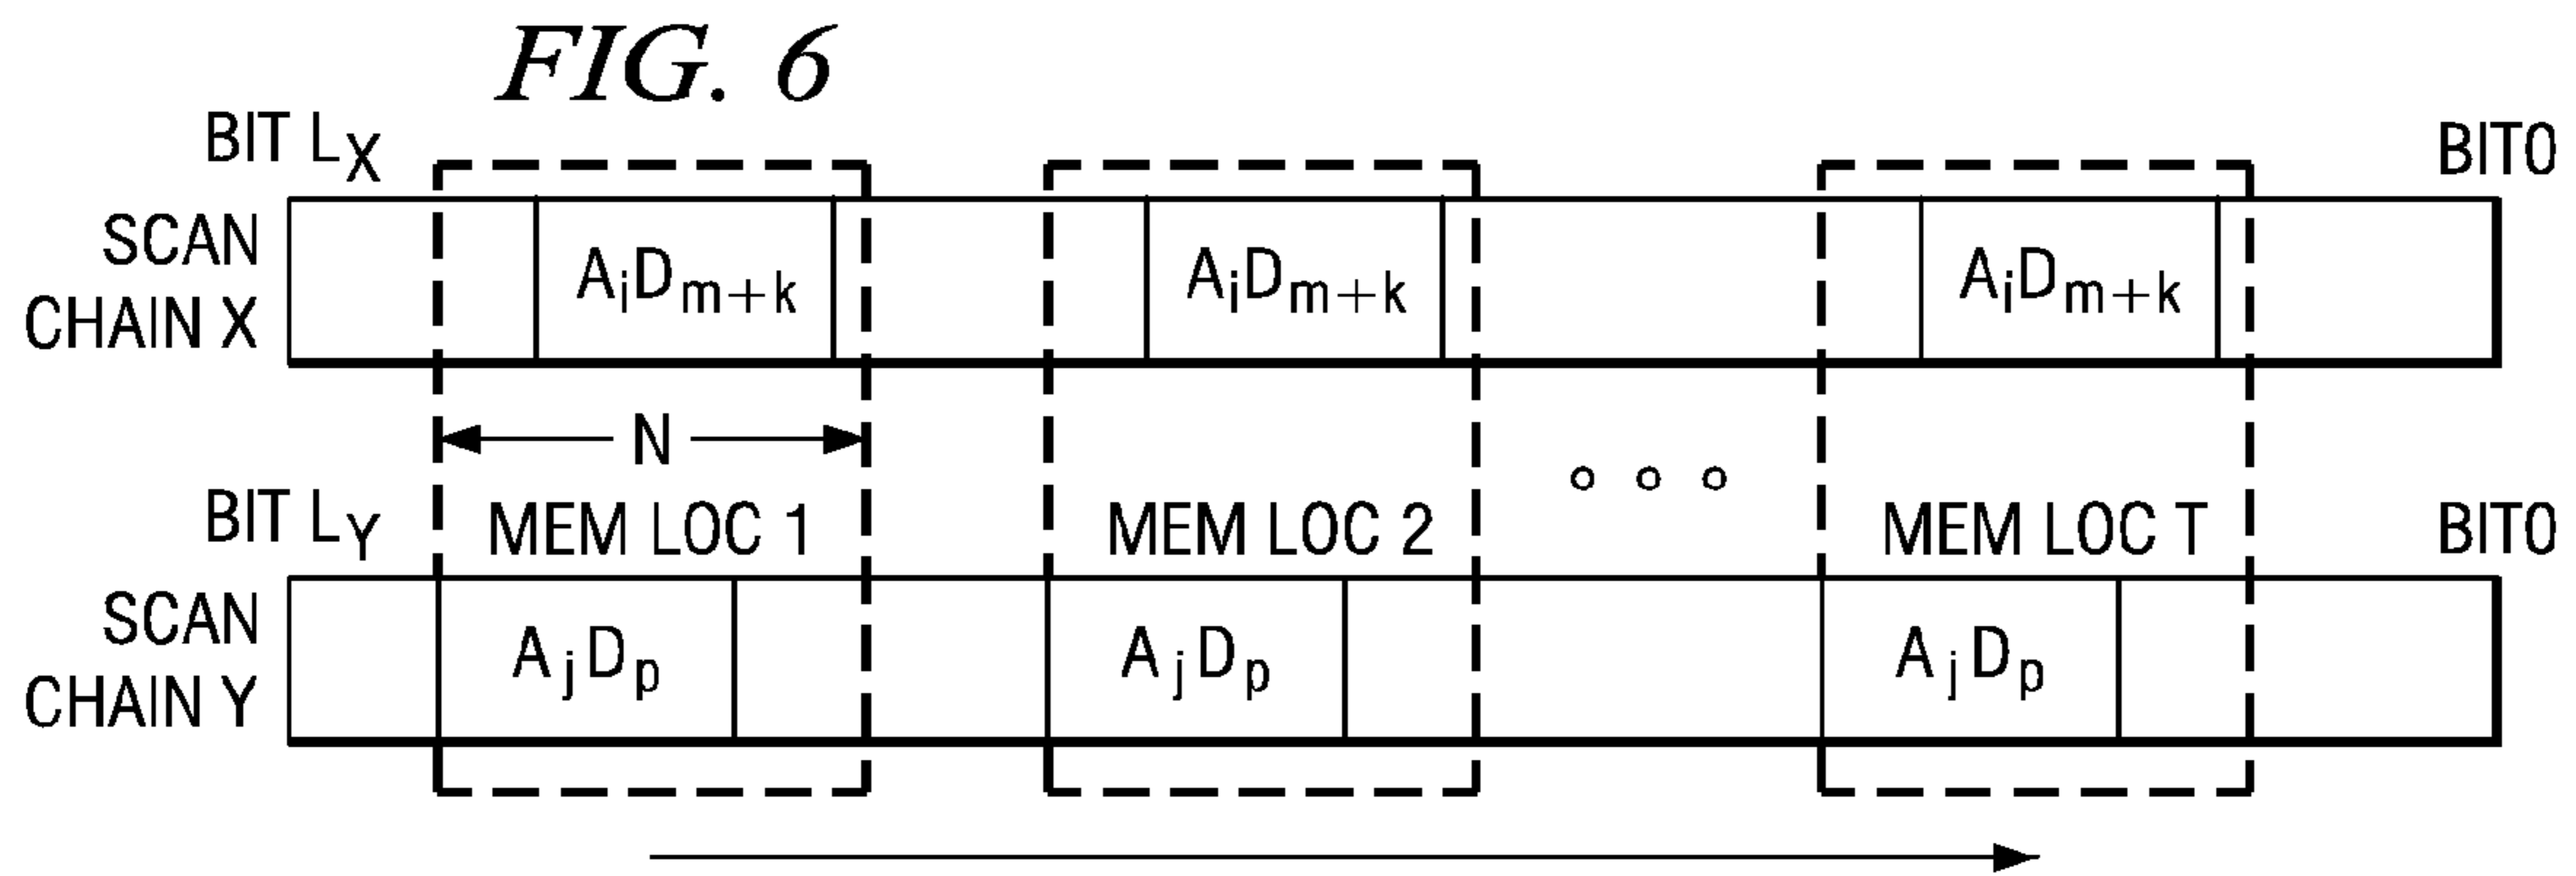 FIG. 6
BIT LX BIT0
SCAN
CHAIN X
AiDm+k AiDm+k AiDm+k
N
BIT LY MEM LOC 1 MEM LOC 2 MEM LOC T BIT0
SCAN
CHAIN Y
AjDp AjDp AjDp